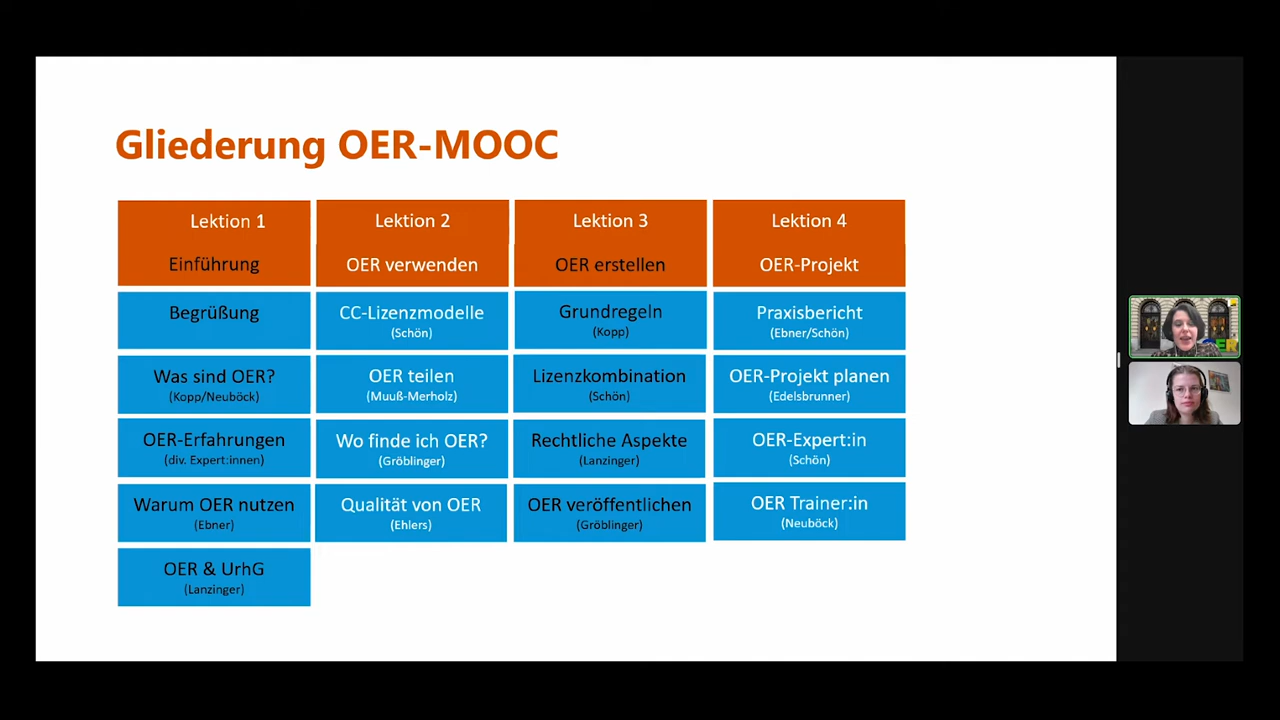 Gliederung OER-MOOC
Lektion 1
Einführung
Begrüßung
Was sind OER?
(Kopp/Neuböck)
OER-Erfahrungen
(div. Expert:innen)
Warum OER nutzen
(Ebner)
OER & UrhG
(Lanzinger)
Lektion 2
OER verwenden
CC-Lizenzmodelle
(Schön)
OER teilen
(Muuß-Merholz)
Wo finde ich OER?
(Gröblinger)
Qualität von OER
(Ehlers)
Lektion 3
OER erstellen
Grundregeln
(Kopp)
Lizenzkombination
(Schön)
Rechtliche Aspekte
(Lanzinger)
OER veröffentlichen
(Gröblinger)
Lektion 4
OER-Projekt
Praxisbericht
(Ebner/Schön)
OER-Projekt planen
(Edelsbrunner)
OER-Expert:in
(Schön)
OER Trainer:in
(Neuböck)